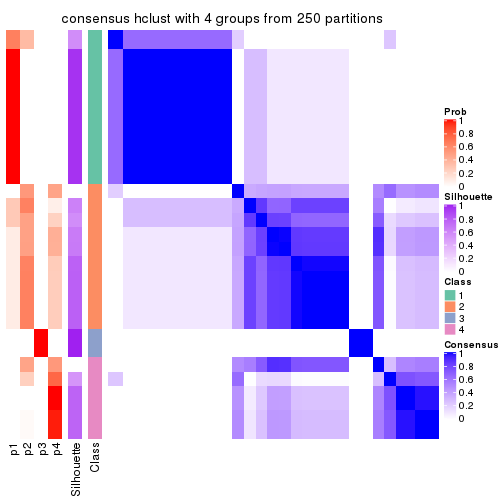 consensus hclust with 4 groups from 250 partitions
Prob
1
0.8
0.6
0.4
0.2
0
Silhouette
1
0.8
0.6
0.4
0.2
0
Class
1
2
3
4
Consensus
1
0.8
0.6
0.4
0.2
0
p1
p2
p3
p4
Silhouette
Class